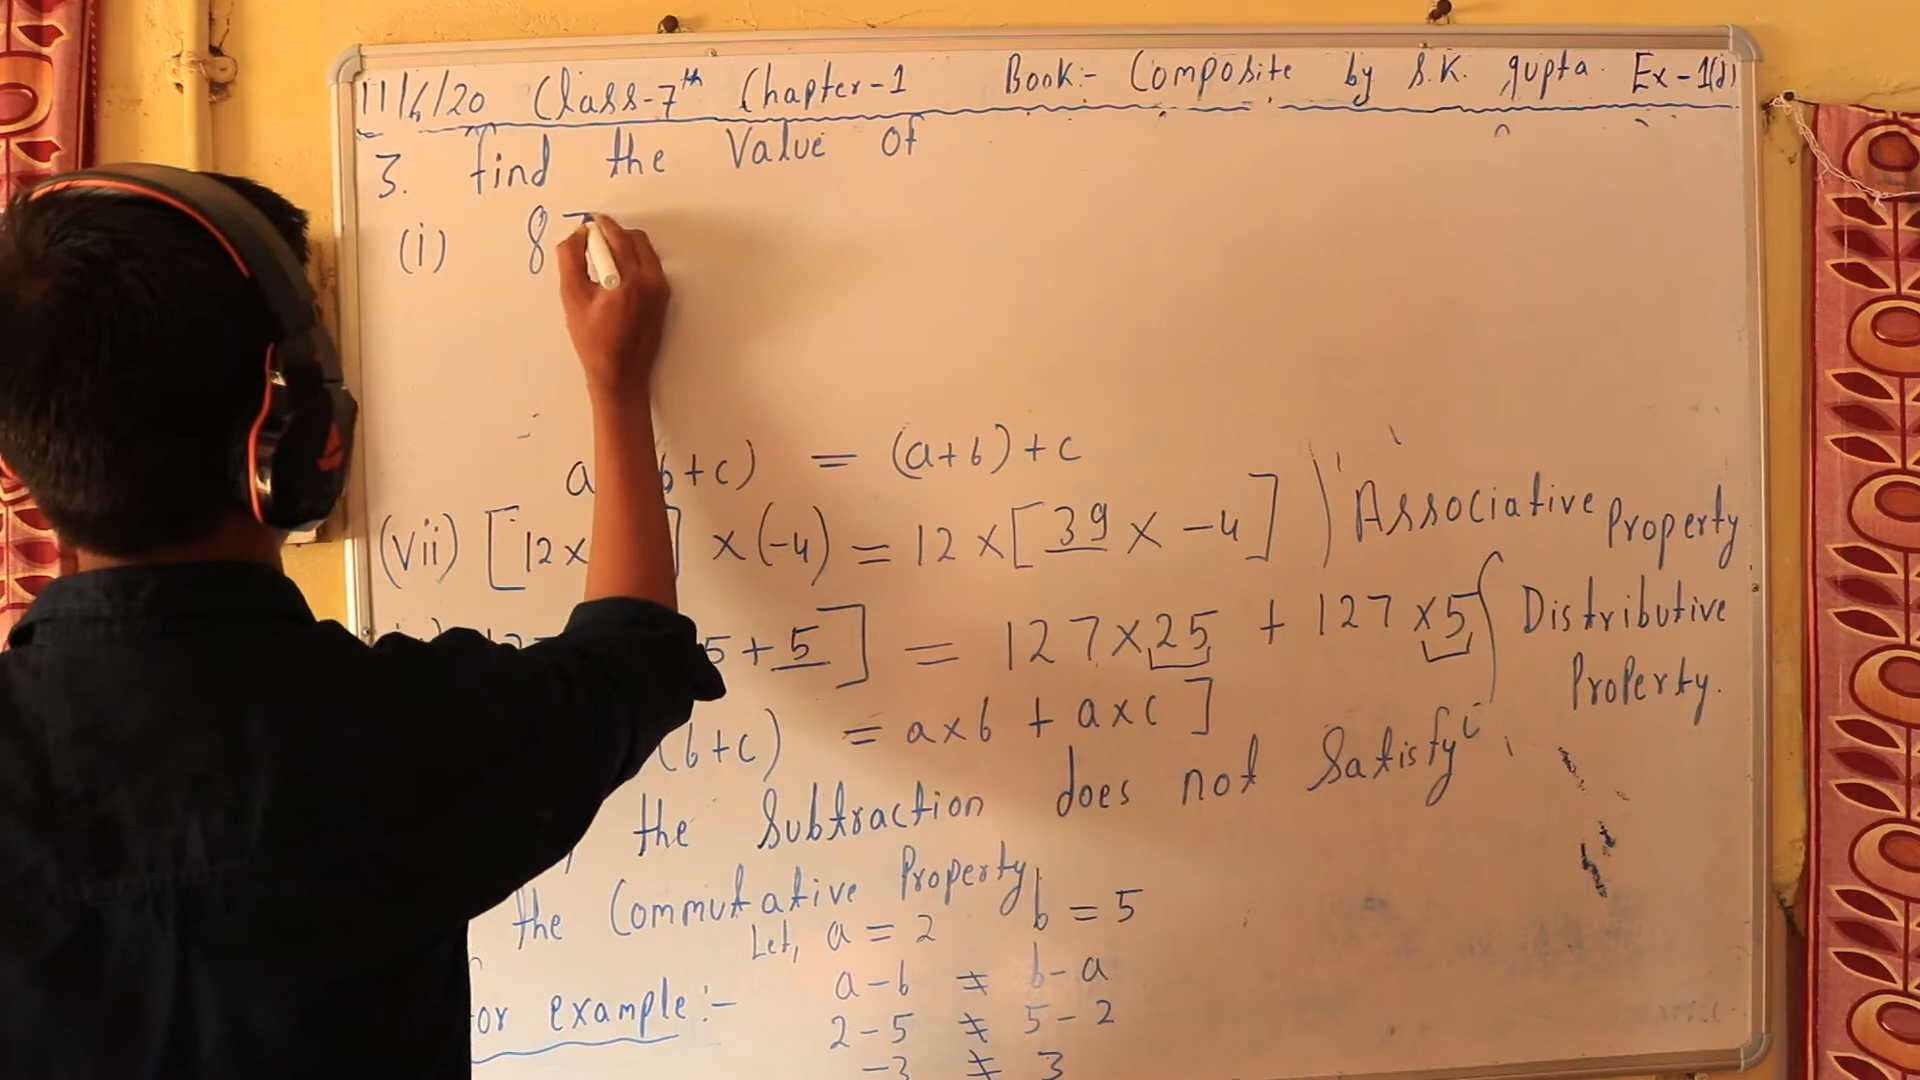 11/6/20 Class-7th Chapter-1 Book:- Composite by S.K. gupta. Ex-1(d)
3. find the Value of
(i) 87
a b+c) = (a+b)+c
(vii) [12× ] ×(-4) = 12×[39 × -4] Associative Property
5+5] = 127×25 + 127×5 Distributive Property.
(b+c) = a×b + a×c]
the Subtraction does not Satisfy
the Commutative Property
Let, a = 2 b = 5
or example:- a-b ≠ b-a
2-5 ≠ 5-2
-3 ≠ 3